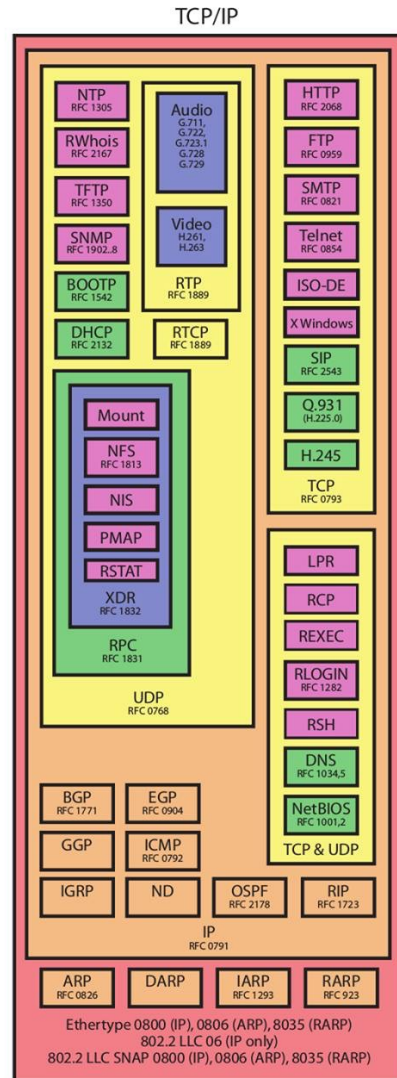 TCP/IP
NTP
RFC 1305
RWhois
RFC 2167
TFTP
RFC 1350
SNMP
RFC 1902..8
BOOTP
RFC 1542
DHCP
RFC 2132
Audio
G.711,
G.722,
G.723.1
G.728
G.729
Video
H.261,
H.263
RTP
RFC 1889
RTCP
RFC 1889
Mount
NFS
RFC 1813
NIS
PMAP
RSTAT
XDR
RFC 1832
RPC
RFC 1831
UDP
RFC 0768
HTTP
RFC 2068
FTP
RFC 0959
SMTP
RFC 0821
Telnet
RFC 0854
ISO-DE
X Windows
SIP
RFC 2543
Q.931
(H.225.0)
H.245
TCP
RFC 0793
LPR
RCP
REXEC
RLOGIN
RFC 1282
RSH
DNS
RFC 1034,5
NetBIOS
RFC 1001,2
TCP & UDP
BGP
RFC 1771
EGP
RFC 0904
GGP
ICMP
RFC 0792
IGRP
ND
OSPF
RFC 2178
RIP
RFC 1723
IP
RFC 0791
ARP
RFC 0826
DARP
IARP
RFC 1293
RARP
RFC 923
Ethertype 0800 (IP), 0806 (ARP), 8035 (RARP)
802.2 LLC 06 (IP only)
802.2 LLC SNAP 0800 (IP), 0806 (ARP), 8035 (RARP)